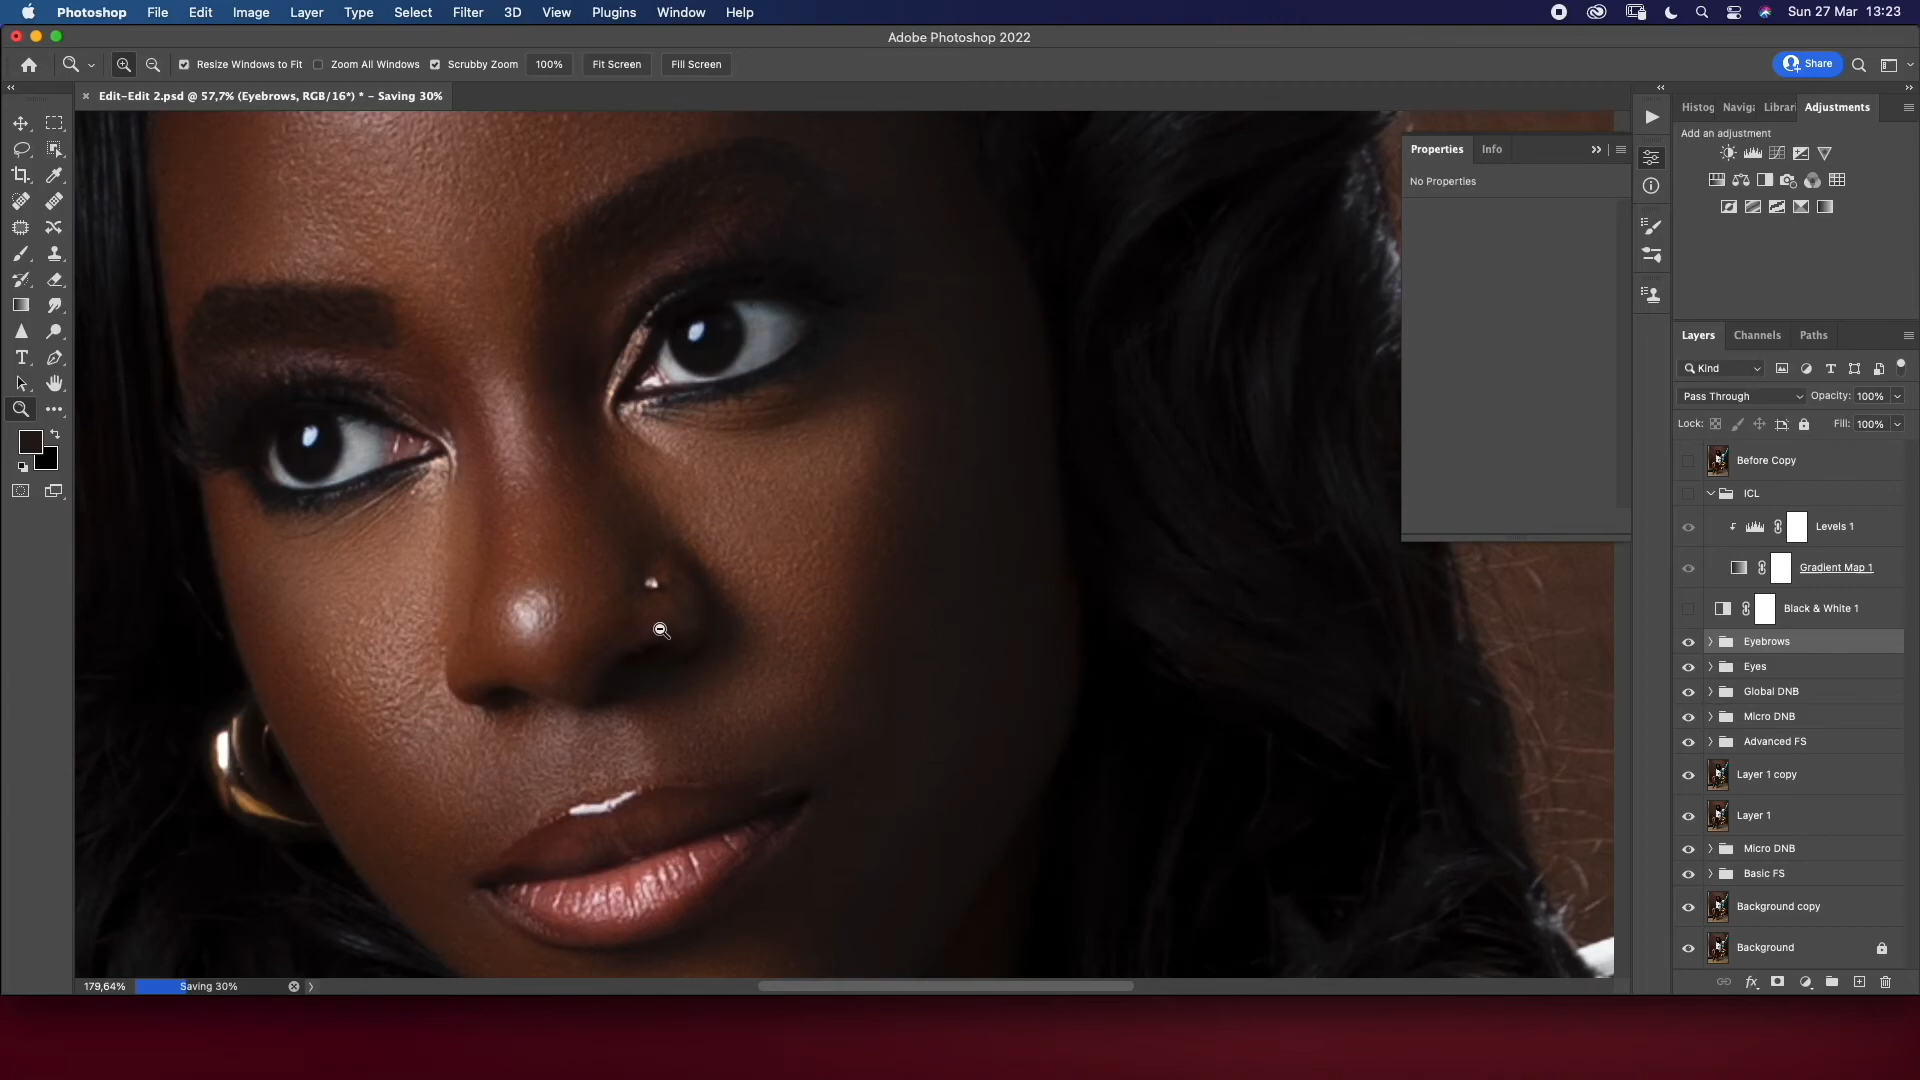 Photoshop File Edit Image Layer Type Select Filter 3D View Plugins Window Help Sun 27 Mar 13:23
Adobe Photoshop 2022
Resize Windows to Fit Zoom All Windows Scrubby Zoom 100% Fit Screen Fill Screen Share
Edit-Edit 2.psd @ 57,7% (Eyebrows, RGB/16*) * - Saving 30%
Histog Naviga Librari Adjustments
Add an adjustment
Properties Info
No Properties
Layers Channels Paths
Kind
Pass Through Opacity: 100%
Lock: Fill: 100%
Before Copy
ICL
Levels 1
Gradient Map 1
Black & White 1
Eyebrows
Eyes
Global DNB
Micro DNB
Advanced FS
Layer 1 copy
Layer 1
Micro DNB
Basic FS
Background copy
Background
179,64% Saving 30%